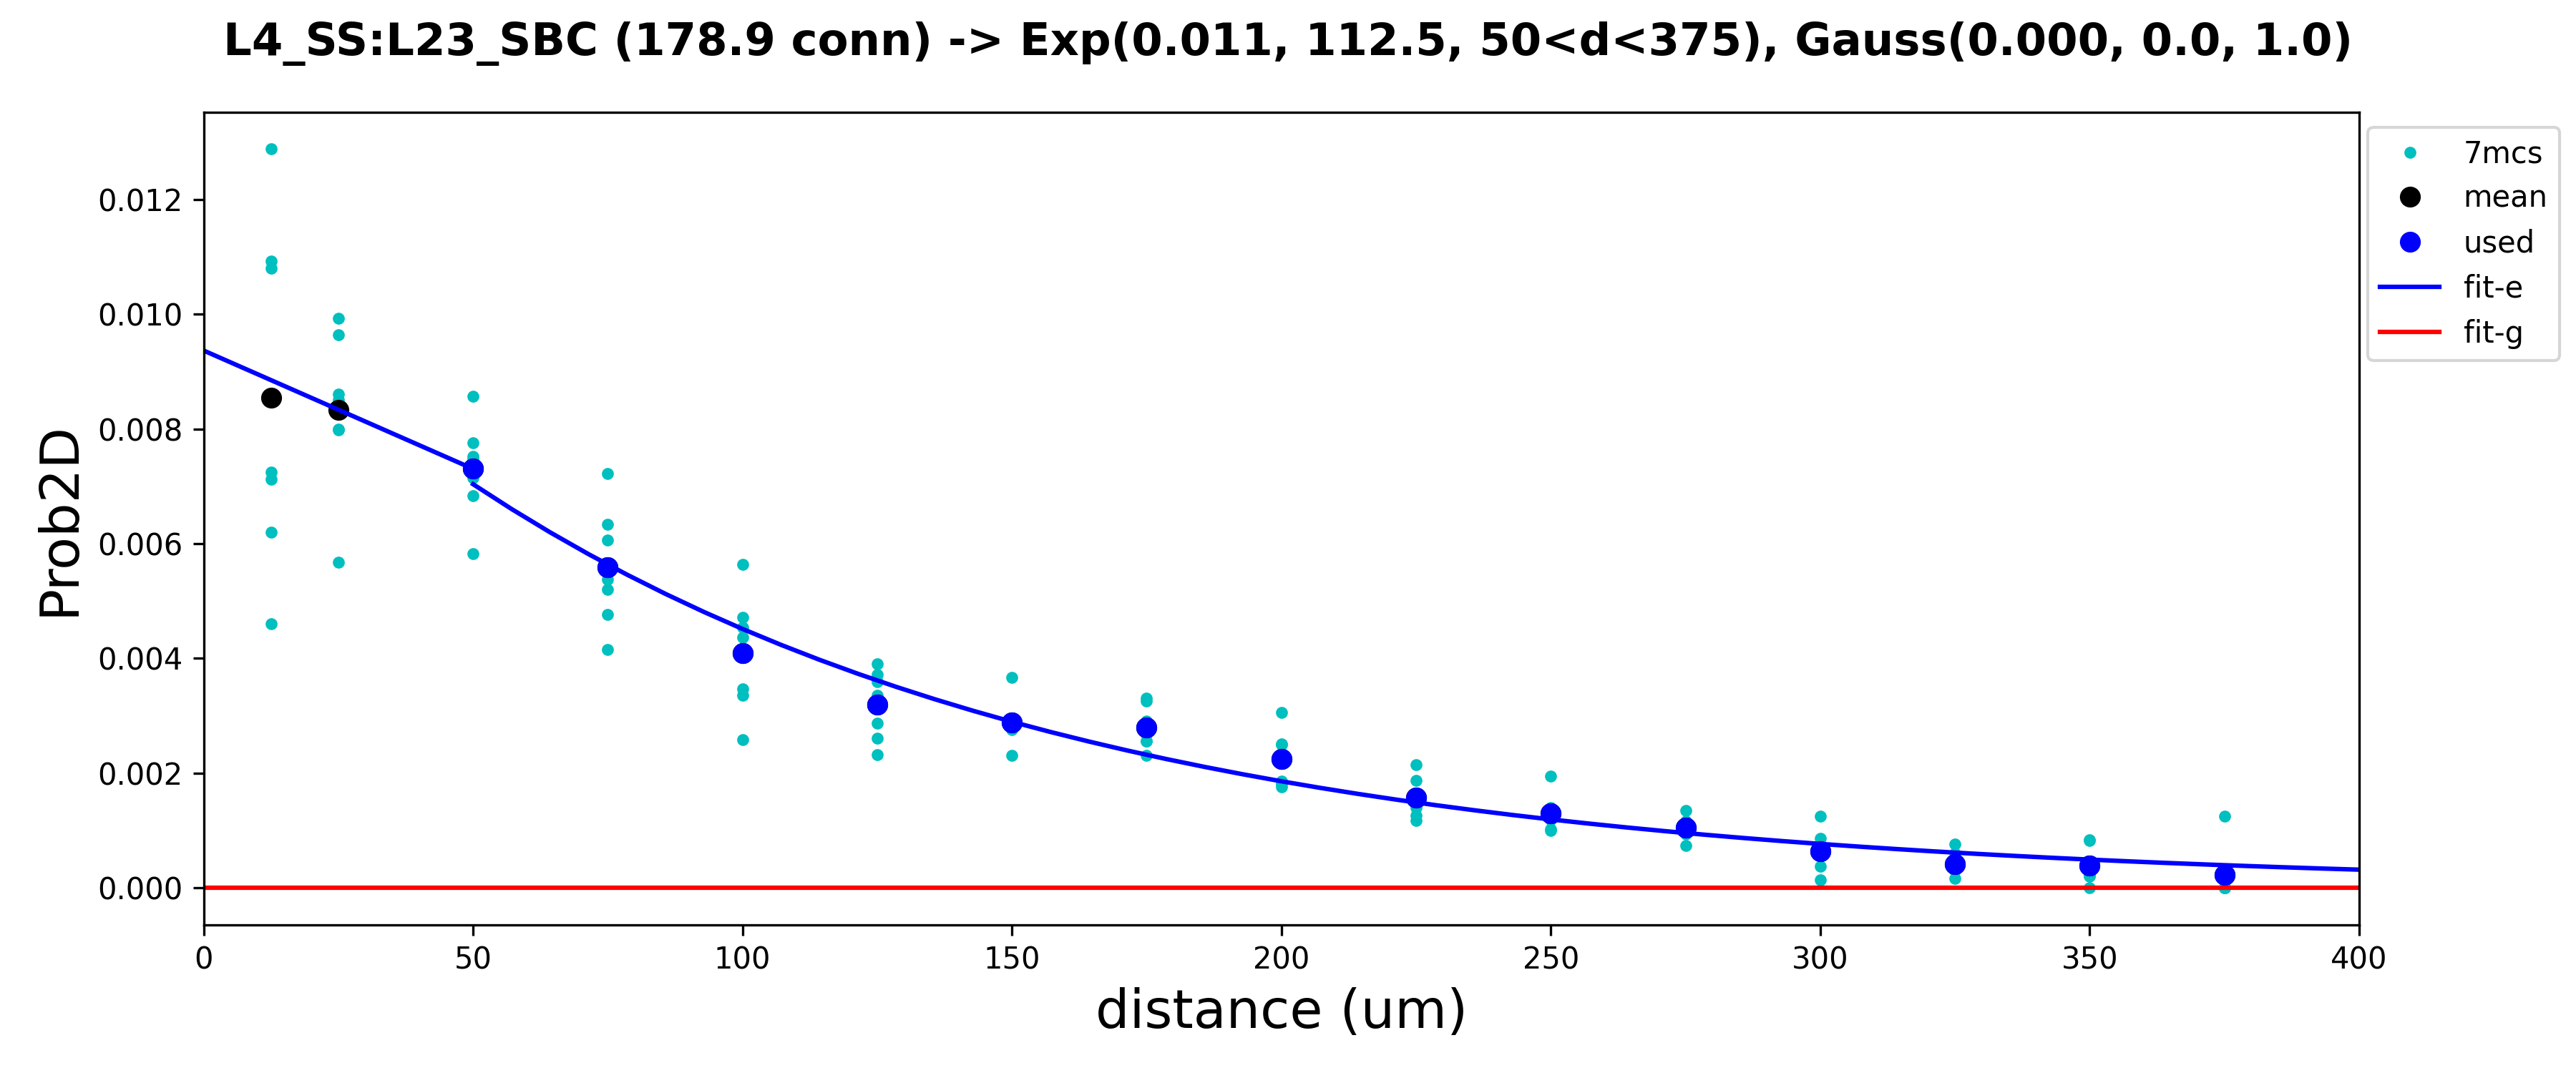 L4_SS:L23_SBC (178.9 conn) -> Exp(0.011, 112.5, 50<d<375), Gauss(0.000, 0.0, 1.0)
7mcs
mean
used
fit-e
fit-g
Prob2D
0.012
0.010
0.008
0.006
0.004
0.002
0.000
0 50 100 150 200 250 300 350 400
distance (um)